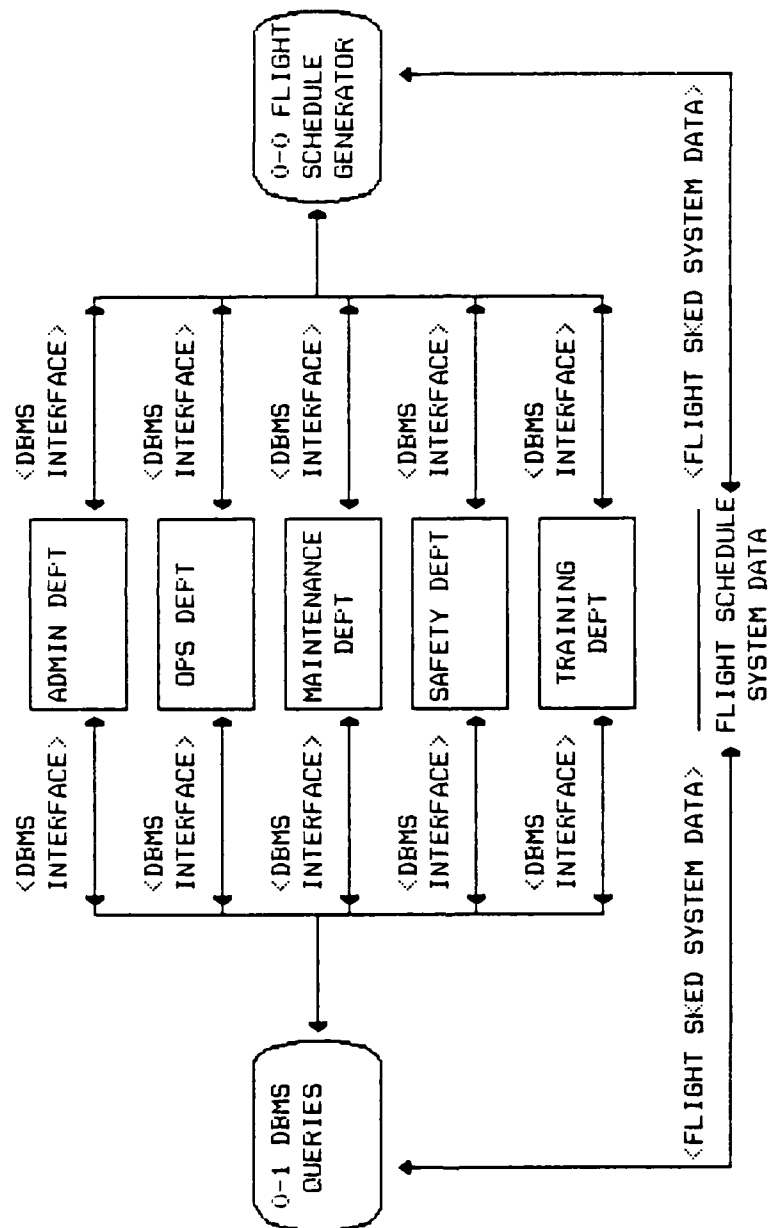 0-1 DBMS
QUERIES
<DBMS
INTERFACE>
<DBMS
INTERFACE>
<DBMS
INTERFACE>
<DBMS
INTERFACE>
<DBMS
INTERFACE>
ADMIN DEPT
OPS DEPT
MAINTENANCE
DEPT
SAFETY DEPT
TRAINING
DEPT
<DBMS
INTERFACE>
<DBMS
INTERFACE>
<DBMS
INTERFACE>
<DBMS
INTERFACE>
<DBMS
INTERFACE>
0-0 FLIGHT
SCHEDULE
GENERATOR
<FLIGHT SKED SYSTEM DATA>
FLIGHT SCHEDULE
SYSTEM DATA
<FLIGHT SKED SYSTEM DATA>